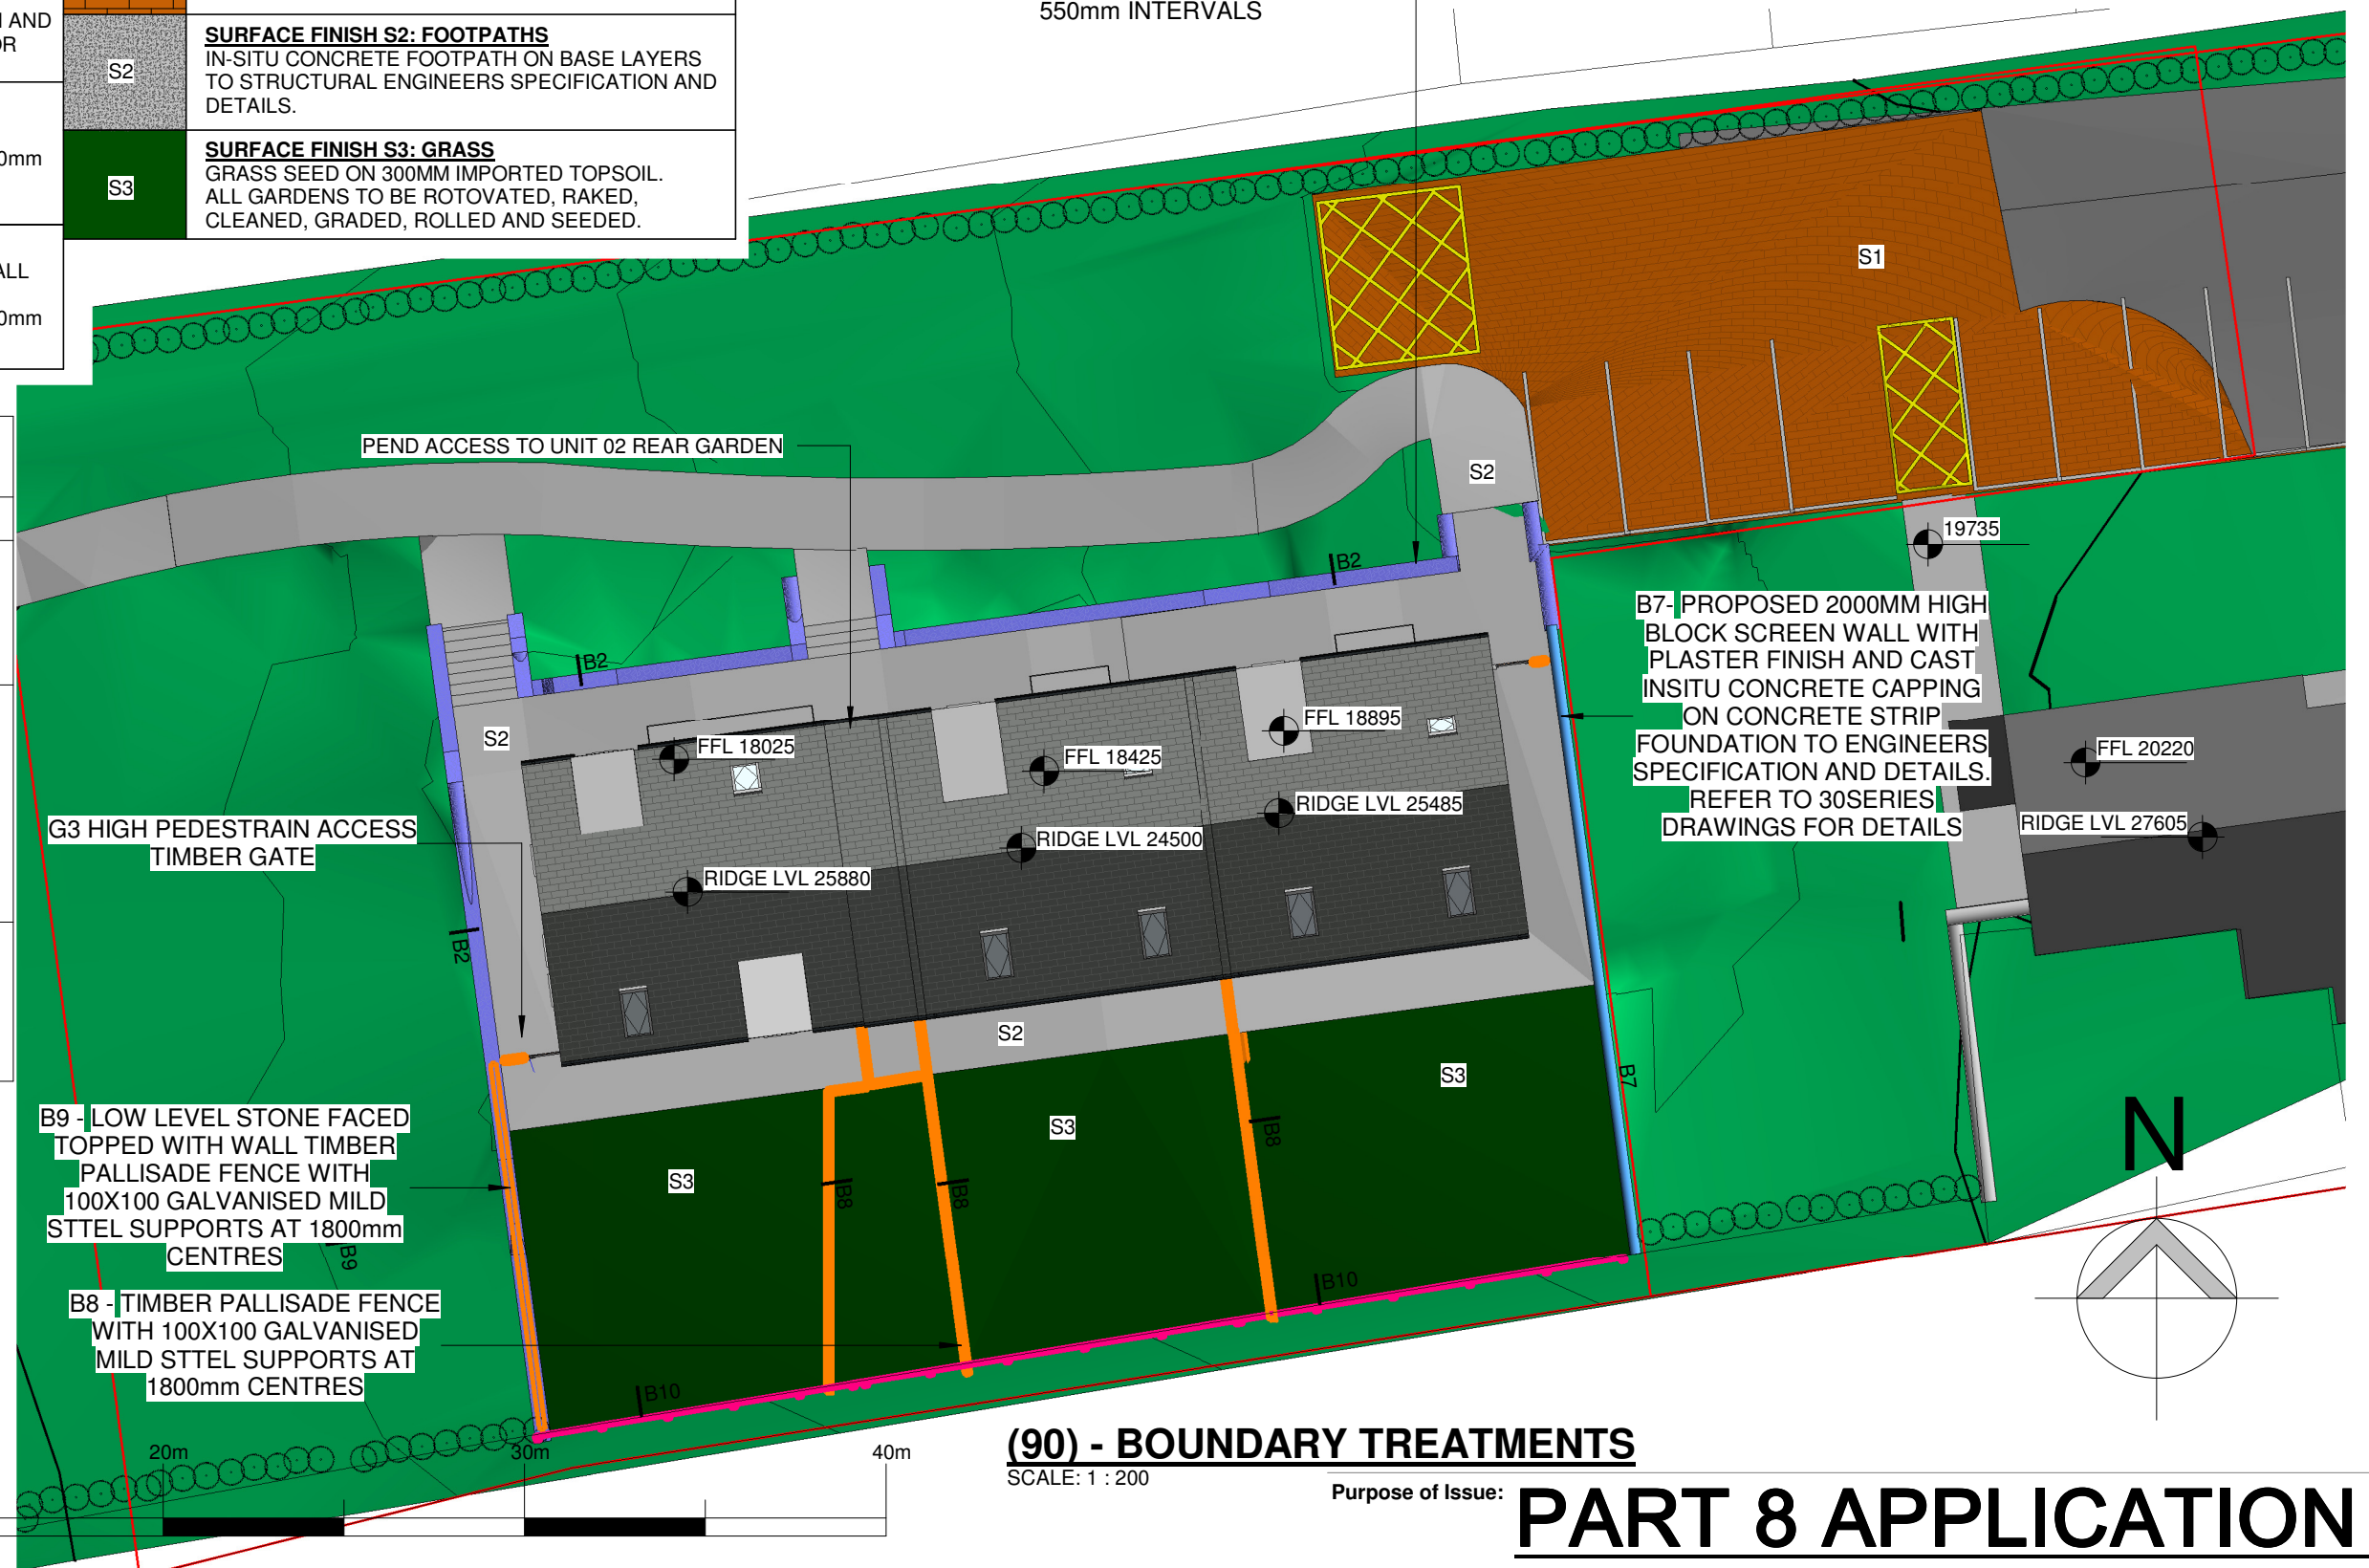 I AND
OR
0mm
ALL
0mm
S2
SURFACE FINISH S2: FOOTPATHS
IN-SITU CONCRETE FOOTPATH ON BASE LAYERS
TO STRUCTURAL ENGINEERS SPECIFICATION AND
DETAILS.
S3
SURFACE FINISH S3: GRASS
GRASS SEED ON 300MM IMPORTED TOPSOIL.
ALL GARDENS TO BE ROTOVATED, RAKED,
CLEANED, GRADED, ROLLED AND SEEDED.
550mm INTERVALS
S1
PEND ACCESS TO UNIT 02 REAR GARDEN
S2
19735
B2
B2
B7- PROPOSED 2000MM HIGH
BLOCK SCREEN WALL WITH
PLASTER FINISH AND CAST
INSITU CONCRETE CAPPING
ON CONCRETE STRIP
FOUNDATION TO ENGINEERS
SPECIFICATION AND DETAILS.
REFER TO 30SERIES
DRAWINGS FOR DETAILS
S2
FFL 18025
FFL 18425
FFL 18895
FFL 20220
RIDGE LVL 25485
RIDGE LVL 24500
RIDGE LVL 25880
RIDGE LVL 27605
G3 HIGH PEDESTRAIN ACCESS
TIMBER GATE
B2
S2
S3
S3
S3
B7
B8
B8
B8
B9 - LOW LEVEL STONE FACED
TOPPED WITH WALL TIMBER
PALLISADE FENCE WITH
100X100 GALVANISED MILD
STTEL SUPPORTS AT 1800mm
CENTRES
B9
B8 - TIMBER PALLISADE FENCE
WITH 100X100 GALVANISED
MILD STTEL SUPPORTS AT
1800mm CENTRES
B10
B10
N
20m
30m
40m
(90) - BOUNDARY TREATMENTS
SCALE: 1 : 200
Purpose of Issue:
PART 8 APPLICATION